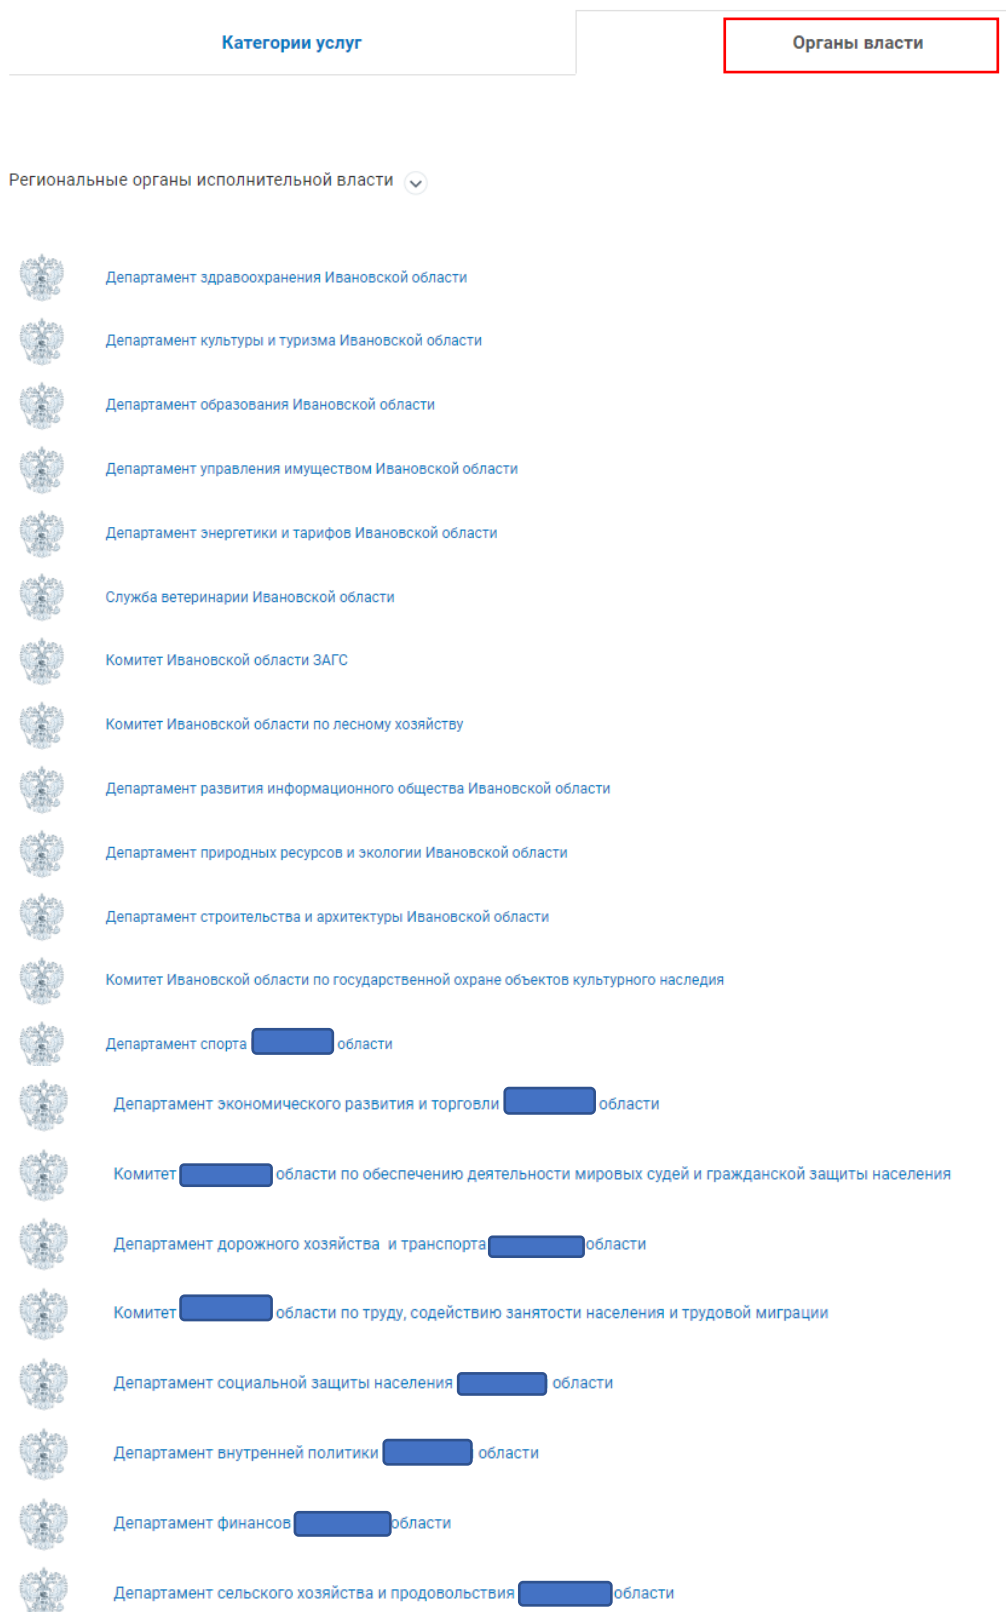 Категории услуг
Органы власти
Региональные органы исполнительной власти
Департамент здравоохранения Ивановской области
Департамент культуры и туризма Ивановской области
Департамент образования Ивановской области
Департамент управления имуществом Ивановской области
Департамент энергетики и тарифов Ивановской области
Служба ветеринарии Ивановской области
Комитет Ивановской области ЗАГС
Комитет Ивановской области по лесному хозяйству
Департамент развития информационного общества Ивановской области
Департамент природных ресурсов и экологии Ивановской области
Департамент строительства и архитектуры Ивановской области
Комитет Ивановской области по государственной охране объектов культурного наследия
Департамент спорта области
Департамент экономического развития и торговли области
Комитет области по обеспечению деятельности мировых судей и гражданской защиты населения
Департамент дорожного хозяйства и транспорта области
Комитет области по труду, содействию занятости населения и трудовой миграции
Департамент социальной защиты населения области
Департамент внутренней политики области
Департамент финансов области
Департамент сельского хозяйства и продовольствия области